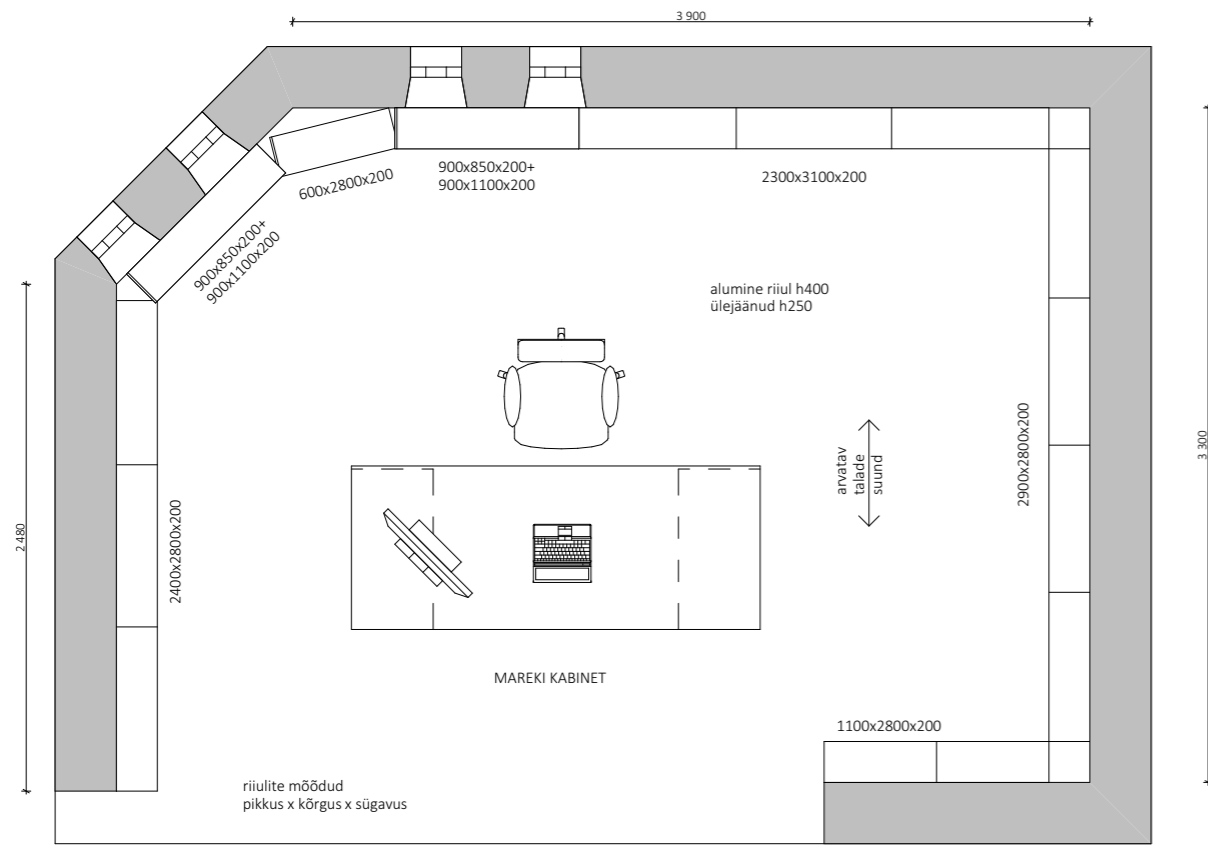 3 900
600x2800x200
900x850x200+
900x1100x200
2300x3100x200
900x850x200+
900x1100x200
alumine riiul h400
ülejäänud h250
arvatav
talade
suund
2900x2800x200
3 300
2 480
2400x2800x200
MAREKI KABINET
1100x2800x200
riiulite mõõdud
pikkus x kõrgus x sügavus